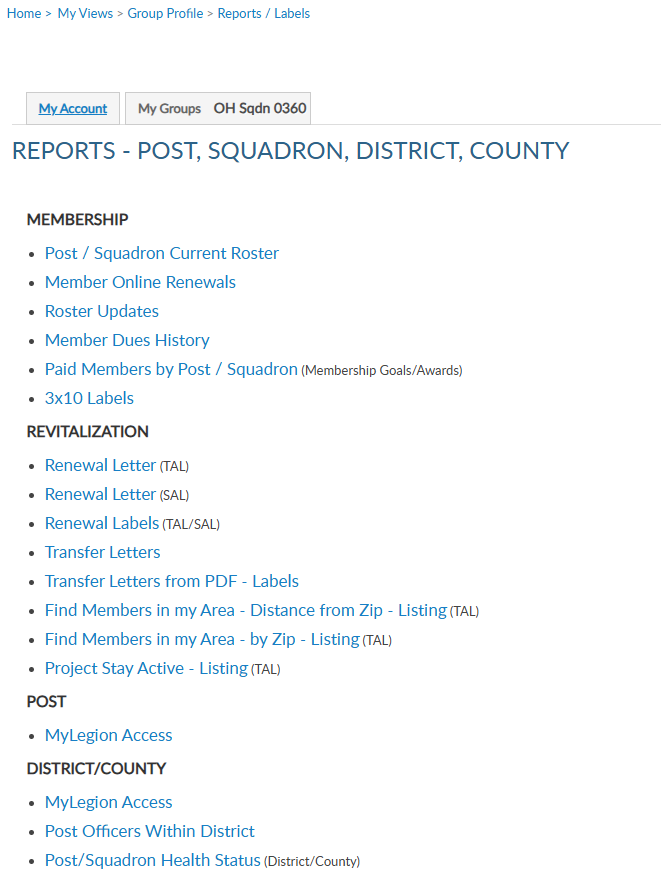 Home > My Views > Group Profile > Reports / Labels
My Account My Groups OH Sqdn 0360
REPORTS - POST, SQUADRON, DISTRICT, COUNTY
MEMBERSHIP
• Post / Squadron Current Roster
• Member Online Renewals
• Roster Updates
• Member Dues History
• Paid Members by Post / Squadron (Membership Goals/Awards)
• 3x10 Labels
REVITALIZATION
• Renewal Letter (TAL)
• Renewal Letter (SAL)
• Renewal Labels (TAL/SAL)
• Transfer Letters
• Transfer Letters from PDF - Labels
• Find Members in my Area - Distance from Zip - Listing (TAL)
• Find Members in my Area - by Zip - Listing (TAL)
• Project Stay Active - Listing (TAL)
POST
• MyLegion Access
DISTRICT/COUNTY
• MyLegion Access
• Post Officers Within District
• Post/Squadron Health Status (District/County)